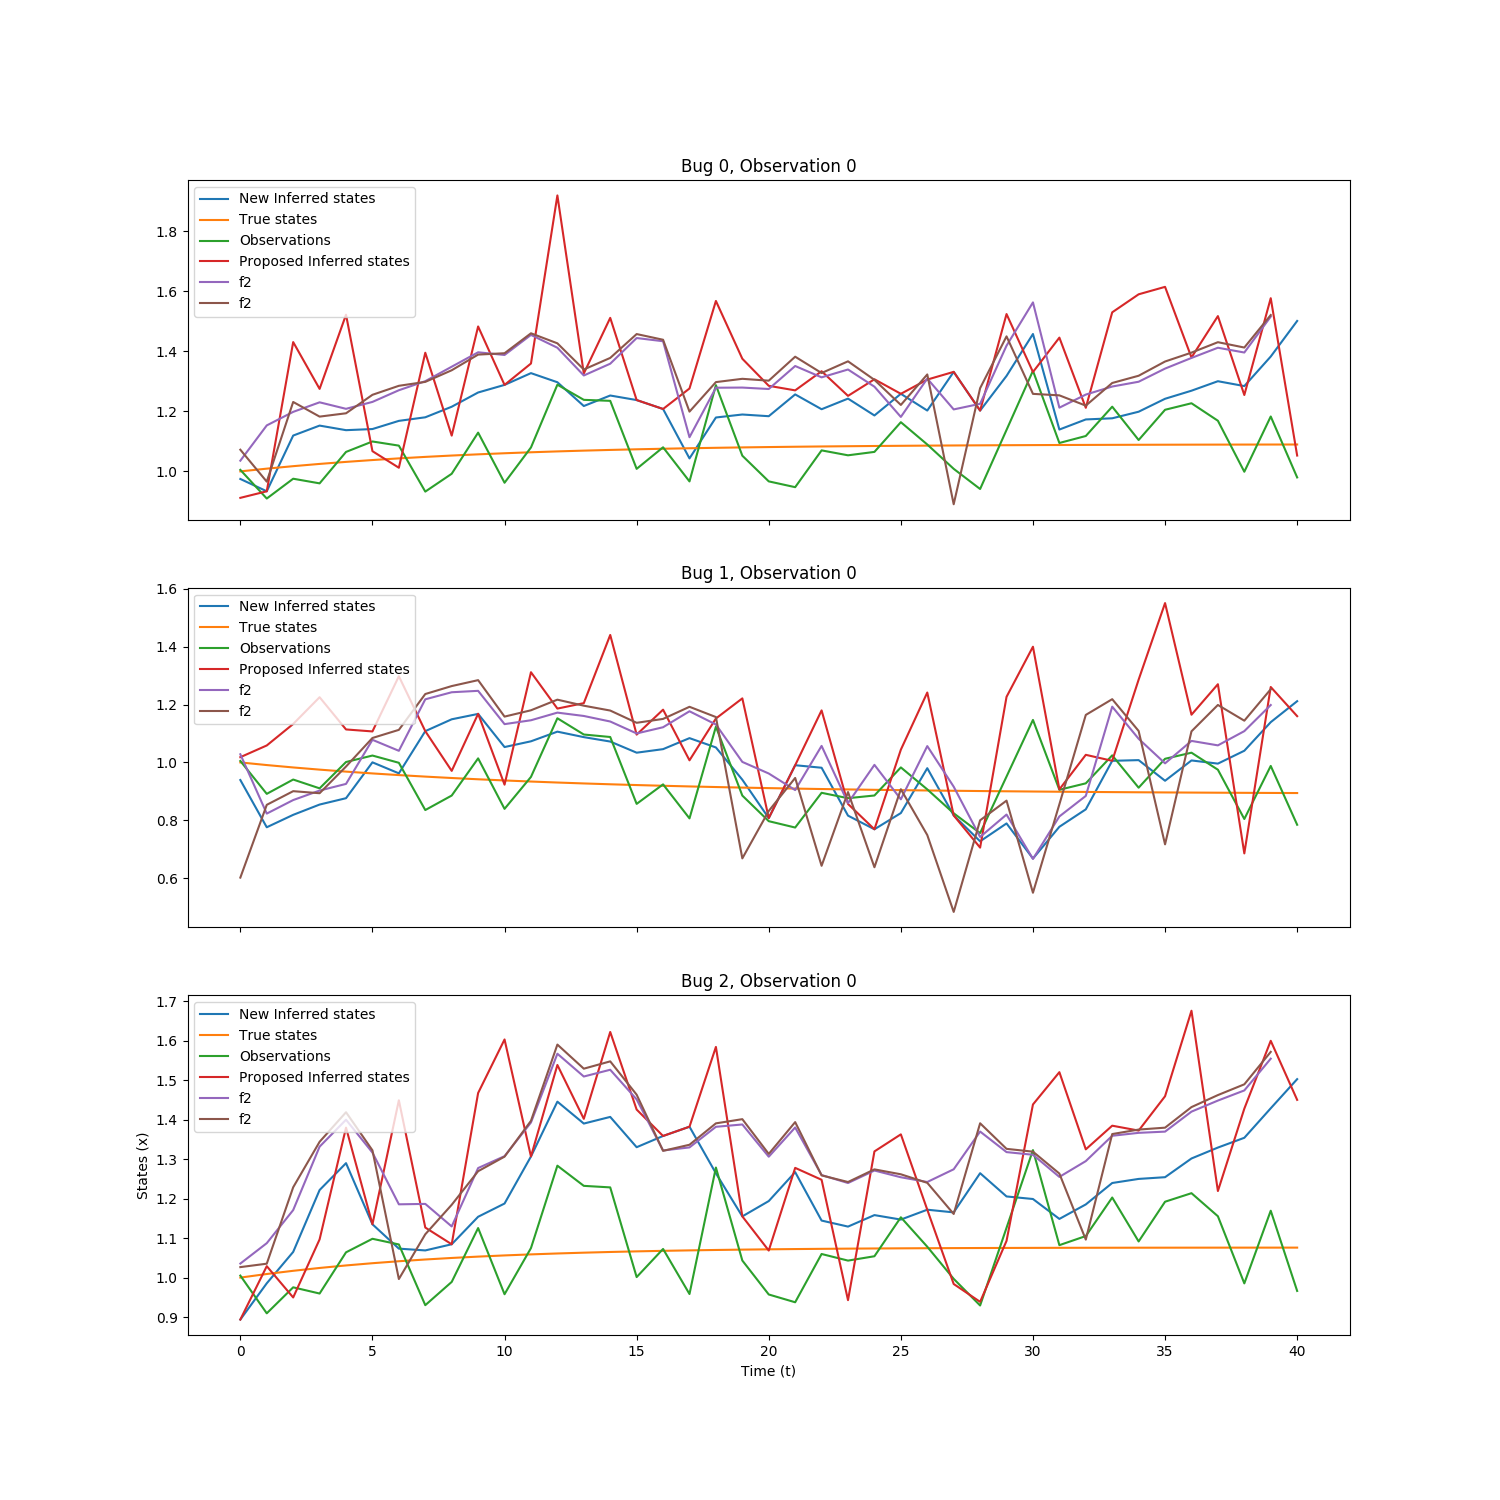 Bug 0, Observation 0
New Inferred states
True states
Observations
Proposed Inferred states
f2
f2
1.8
1.6
1.4
1.2
1.0
Bug 1, Observation 0
New Inferred states
True states
Observations
Proposed Inferred states
f2
f2
1.6
1.4
1.2
1.0
0.8
0.6
Bug 2, Observation 0
New Inferred states
True states
Observations
Proposed Inferred states
f2
f2
1.7
1.6
1.5
1.4
1.3
1.2
1.1
1.0
0.9
States (x)
0 5 10 15 20 25 30 35 40
Time (t)